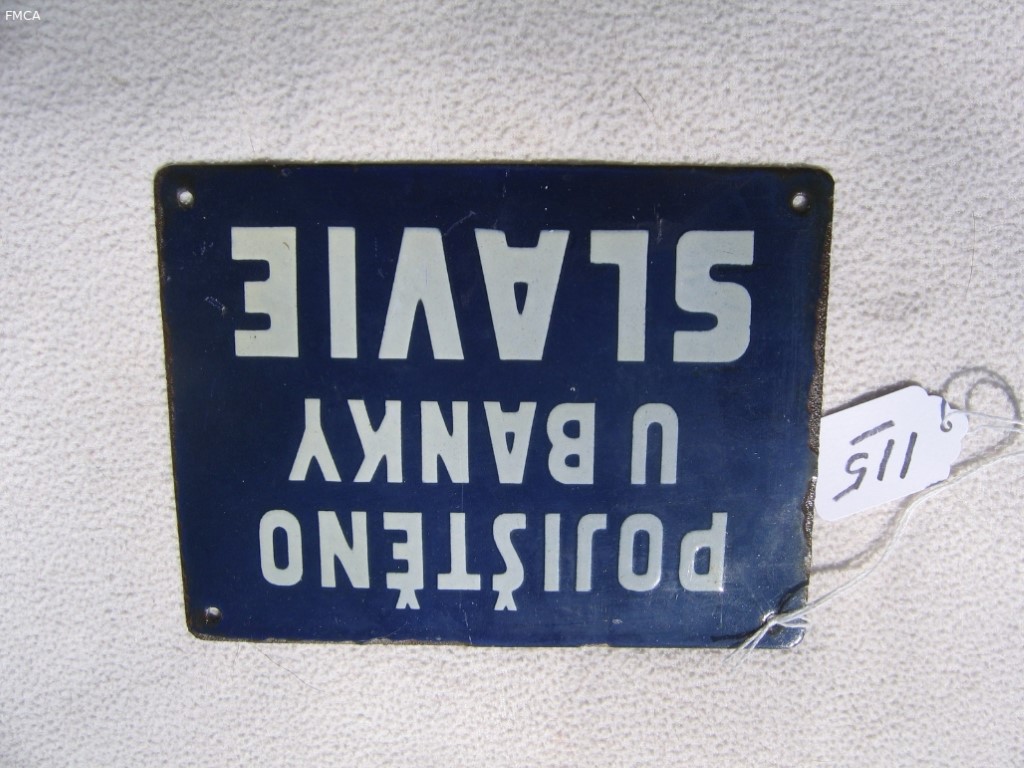 FMCA
POJIŠTĚNO
U BANKY
SLAVIE
115